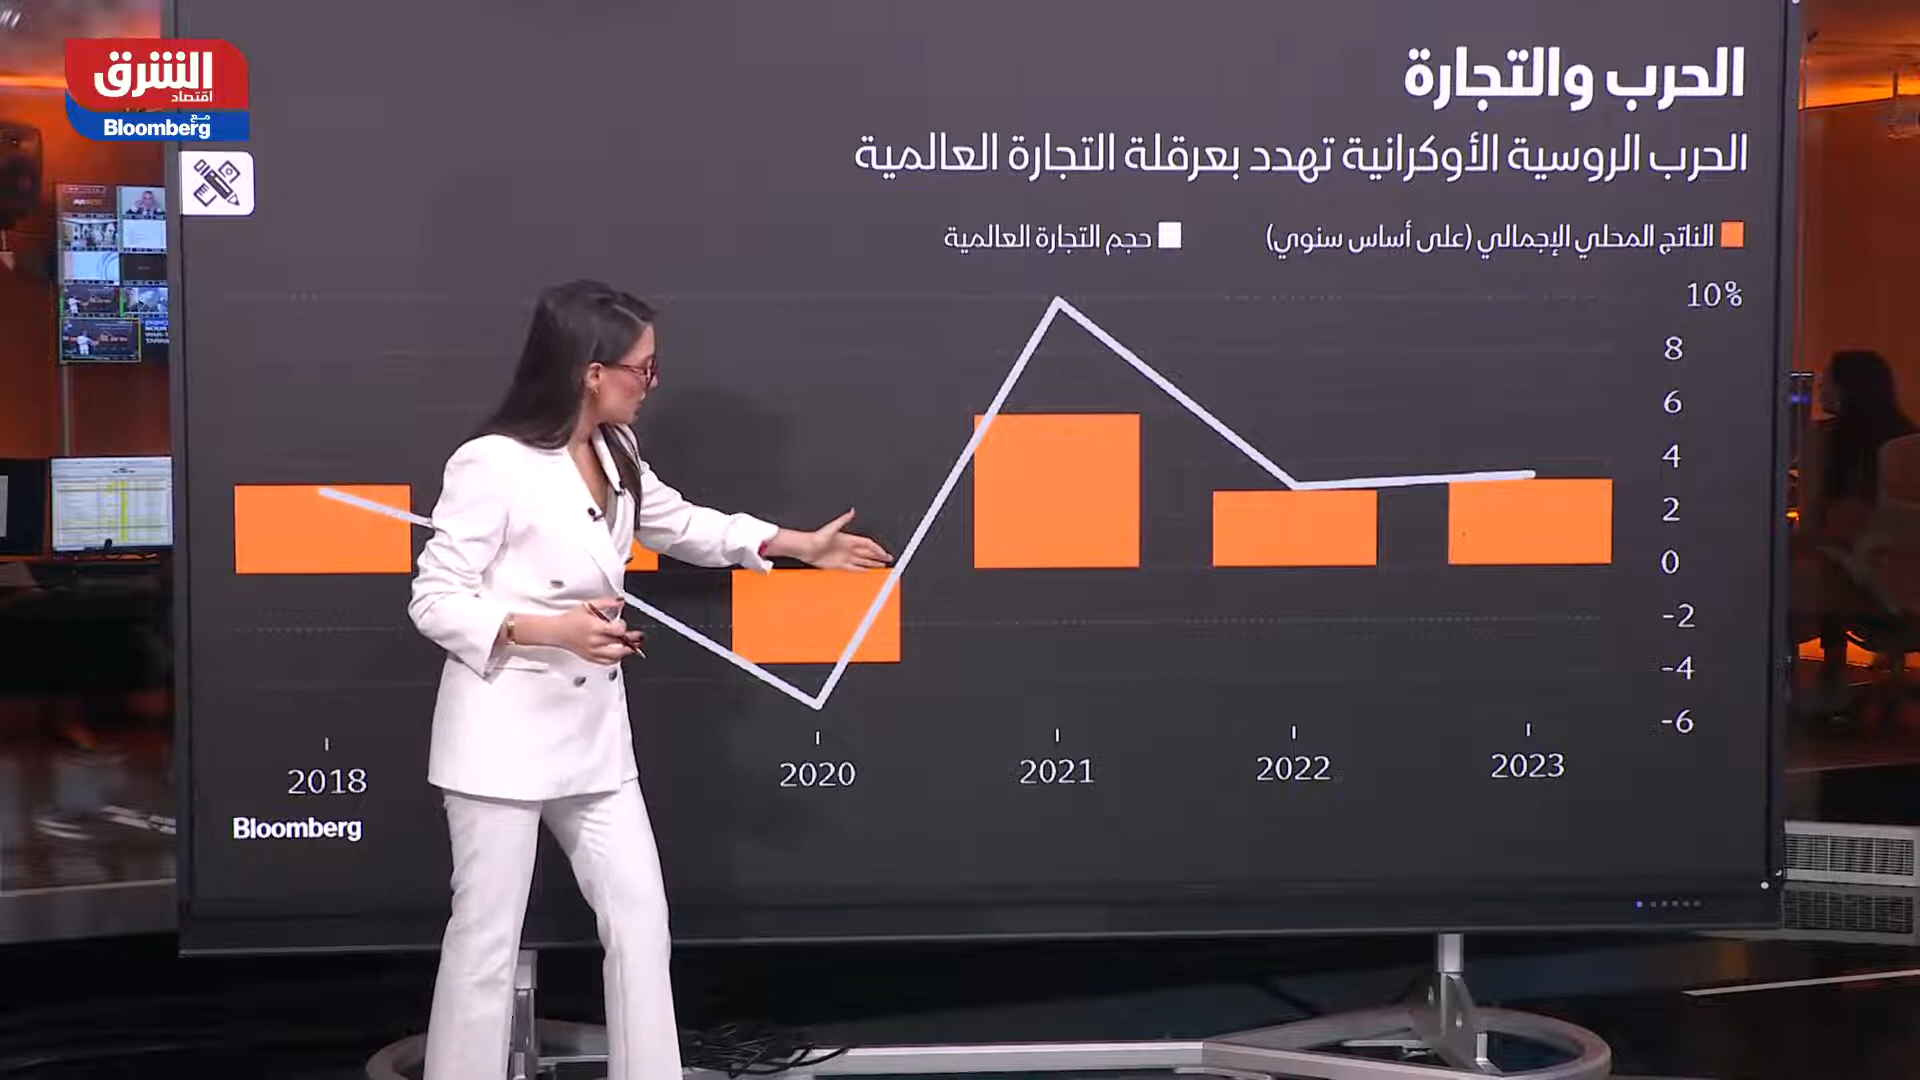 الشرق
اقتصاد
مع
Bloomberg
الحرب والتجارة
الحرب الروسية الأوكرانية تهدد بعرقلة التجارة العالمية
الناتج المحلي الإجمالي (على أساس سنوي)
حجم التجارة العالمية
10%
8
6
4
2
0
-2
-4
-6
2018
2020
2021
2022
2023
Bloomberg